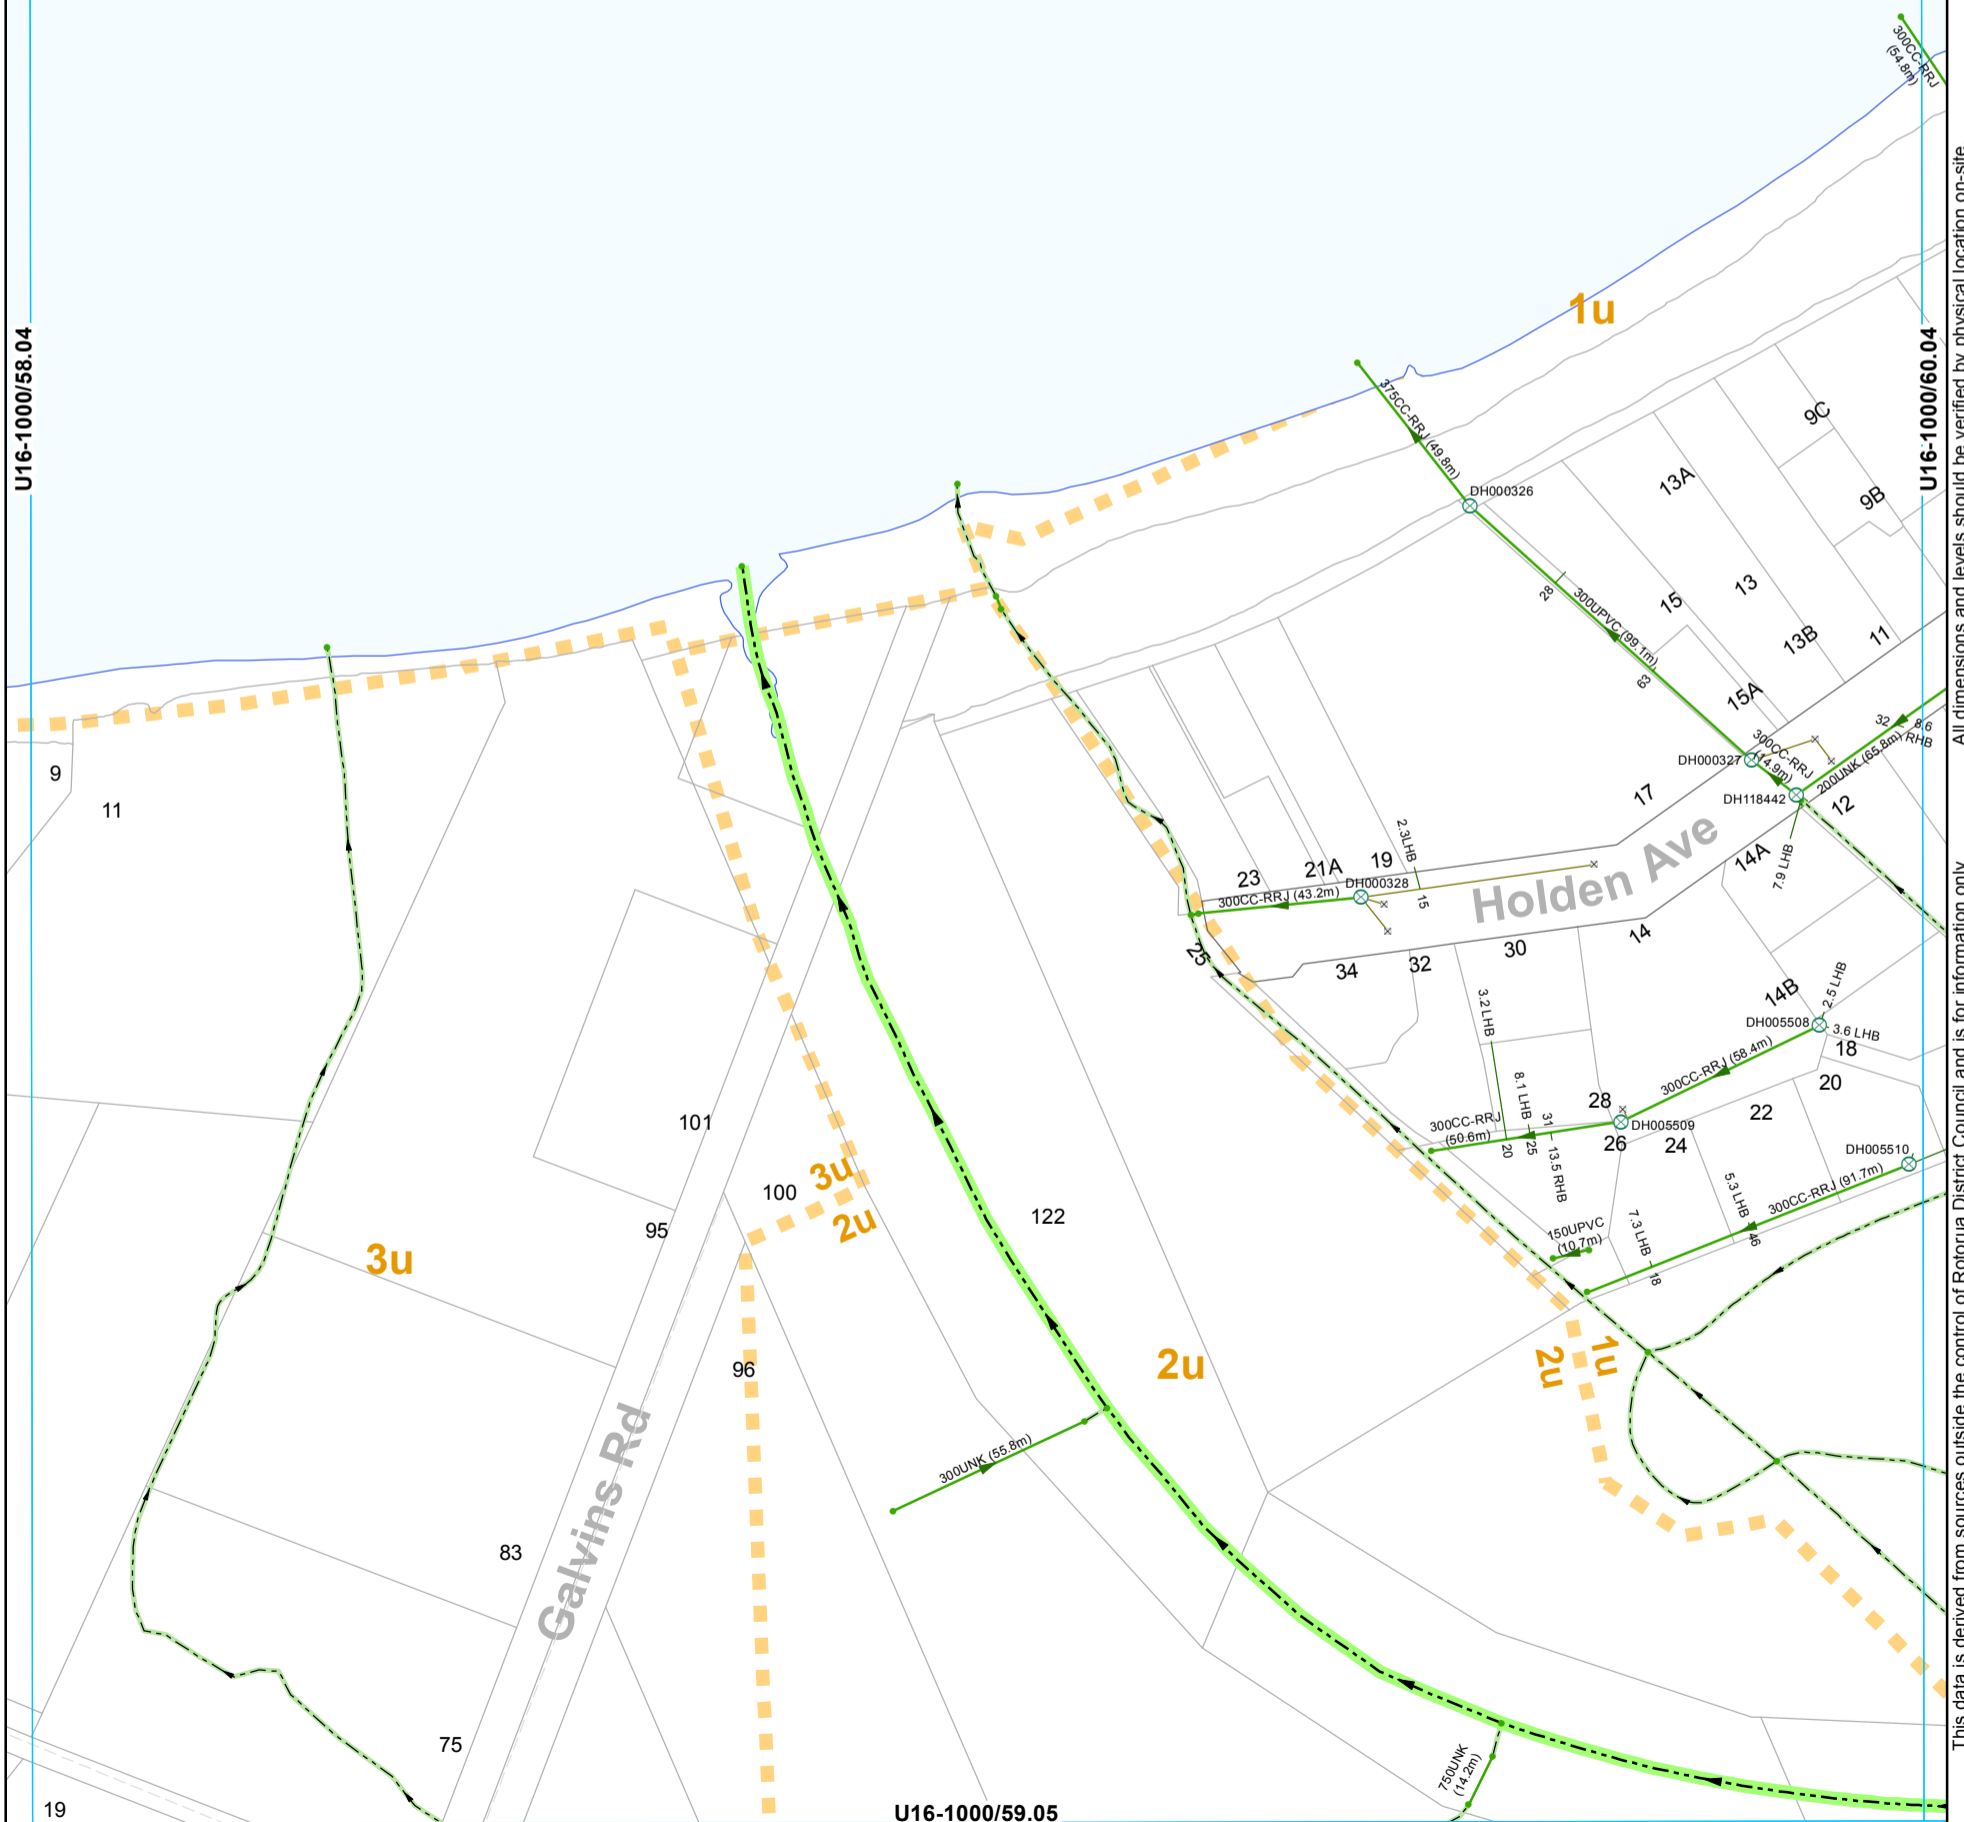 300CC-RRJ
(54.8m)
1u
U16-1000/58.04
U16-1000/60.04
All dimensions and levels should be verified by physical location on-site
This data is derived from sources outside the control of Rotorua District Council and is for information only
375CC-RRJ (49.8m)
DH000326
9C
13A
9B
28
300UPVC (99.1m)
13
15
13B
11
63
15A
32
8.6
RHB
300CC-RRJ
(14.9m)
DH000327
200UNK (65.8m)
DH118442
12
17
9
11
2.3LHB
14A
7.9 LHB
Holden Ave
19
21A
23
DH000328
300CC-RRJ (43.2m)
15
25
14
30
32
34
14B
2.5 LHB
3.2 LHB
DH005508
3.6 LHB
18
300CC-RRJ (58.4m)
20
8.1 LHB
28
22
101
31
300CC-RRJ
(50.6m)
DH005509
26
24
20
25
DH005510
13.5 RHB
3u
100
2u
5.3 LHB
300CC-RRJ (91.7m)
122
95
150UPVC
(10.7m)
7.3 LHB
46
3u
18
96
2u
2u
1u
Galvins Rd
300UNK (55.8m)
83
75
750UNK
(14.2m)
19
U16-1000/59.05